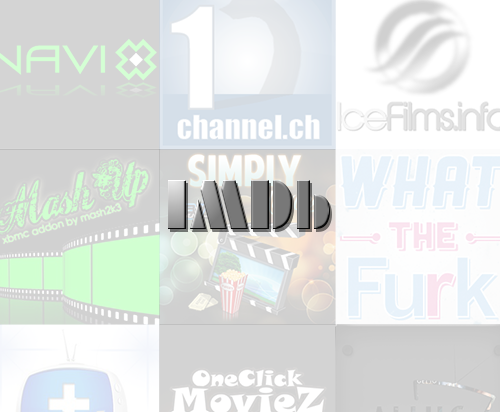 NAVI X
1
channel.ch
IceFilms.info
Mash Up
xbmc addon by mash2k3
SIMPLY
IMDb
WHAT
THE
Furk
OneClick
MovieZ